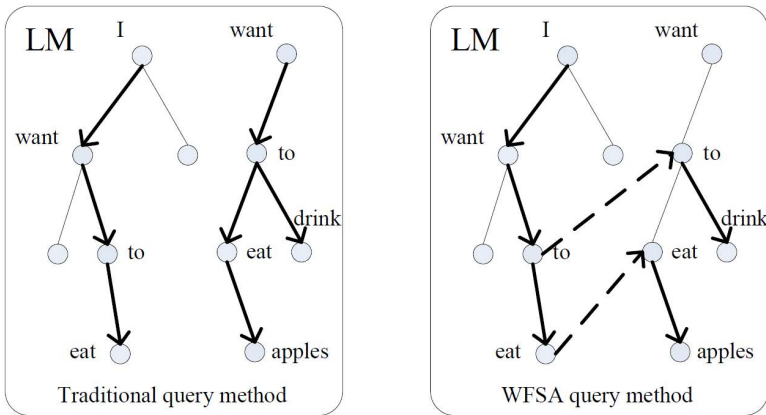 LM
I
want
want
to
drink
to
eat
eat
apples
Traditional query method
LM
I
want
want
to
drink
to
eat
eat
apples
WFSA query method